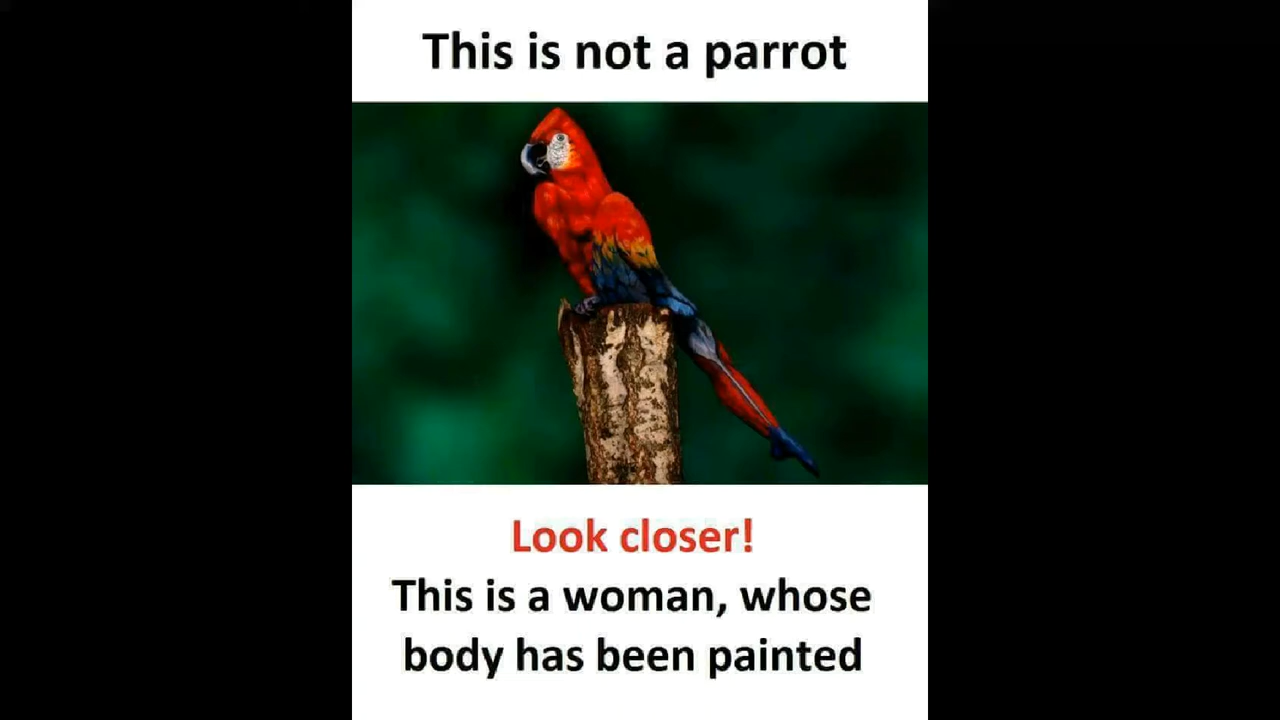 This is not a parrot
Look closer!
This is a woman, whose
body has been painted